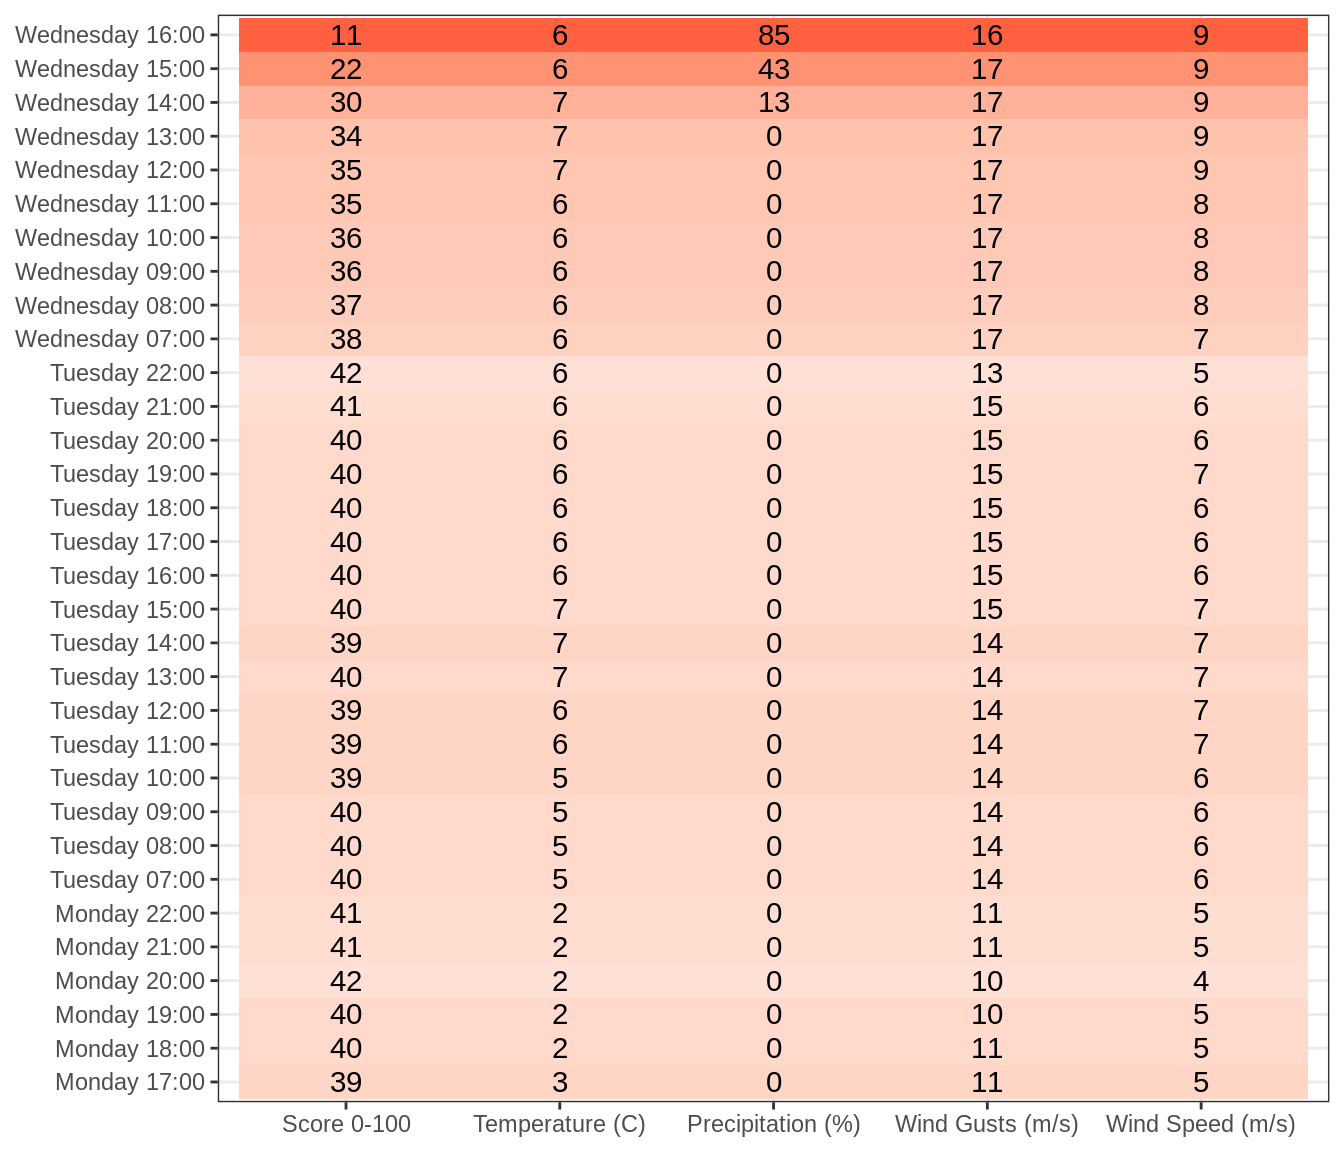 Wednesday 16:00 11 6 85 16 9
Wednesday 15:00 22 6 43 17 9
Wednesday 14:00 30 7 13 17 9
Wednesday 13:00 34 7 0 17 9
Wednesday 12:00 35 7 0 17 9
Wednesday 11:00 35 6 0 17 8
Wednesday 10:00 36 6 0 17 8
Wednesday 09:00 36 6 0 17 8
Wednesday 08:00 37 6 0 17 8
Wednesday 07:00 38 6 0 17 7
Tuesday 22:00 42 6 0 13 5
Tuesday 21:00 41 6 0 15 6
Tuesday 20:00 40 6 0 15 6
Tuesday 19:00 40 6 0 15 7
Tuesday 18:00 40 6 0 15 6
Tuesday 17:00 40 6 0 15 6
Tuesday 16:00 40 6 0 15 6
Tuesday 15:00 40 7 0 15 7
Tuesday 14:00 39 7 0 14 7
Tuesday 13:00 40 7 0 14 7
Tuesday 12:00 39 6 0 14 7
Tuesday 11:00 39 6 0 14 7
Tuesday 10:00 39 5 0 14 6
Tuesday 09:00 40 5 0 14 6
Tuesday 08:00 40 5 0 14 6
Tuesday 07:00 40 5 0 14 6
Monday 22:00 41 2 0 11 5
Monday 21:00 41 2 0 11 5
Monday 20:00 42 2 0 10 4
Monday 19:00 40 2 0 10 5
Monday 18:00 40 2 0 11 5
Monday 17:00 39 3 0 11 5
Score 0-100 Temperature (C) Precipitation (%) Wind Gusts (m/s) Wind Speed (m/s)